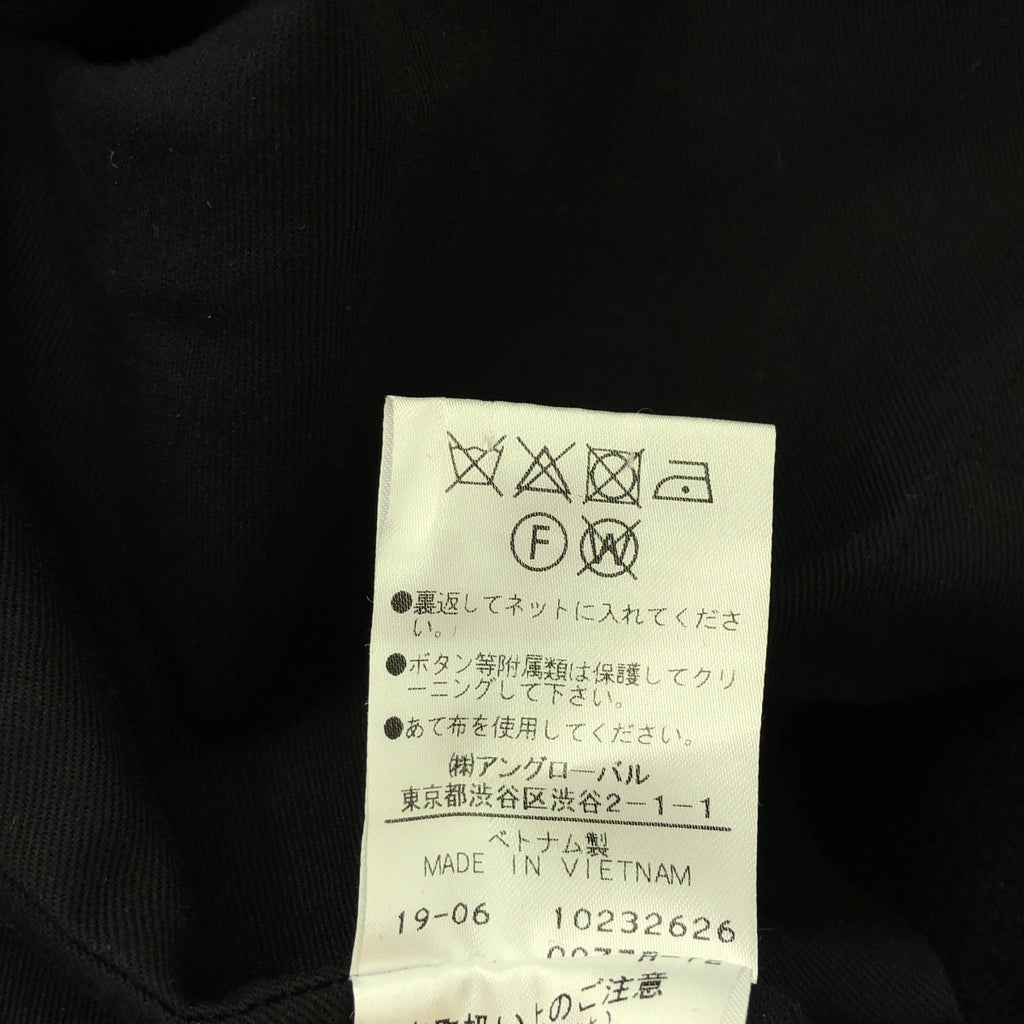 F W
●裏返してネットに入れてくださ
い。
●ボタン等附属類は保護してクリ
ーニングして下さい。
●あて布を使用してください。
㈱アングローバル
東京都渋谷区渋谷2-1-1
ベトナム製
MADE IN VIETNAM
19-06 10232626
のご注意